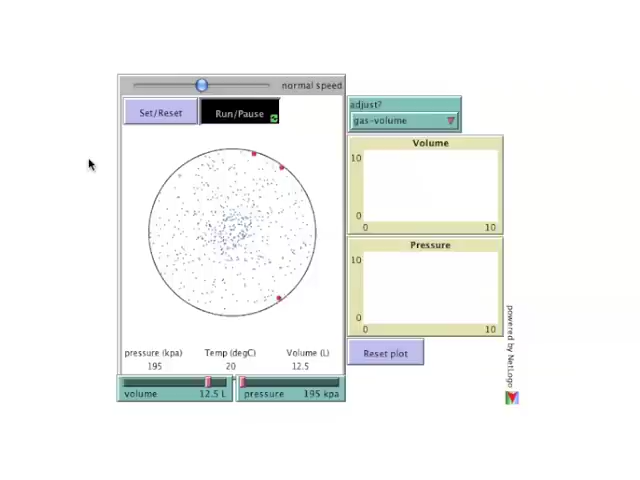 normal speed
Set/Reset
Run/Pause
adjust?
gas-volume
Volume
10
0
0
10
Pressure
10
0
0
10
pressure (kpa) Temp (degC) Volume (L)
195 20 12.5
Reset plot
volume 12.5 L
pressure 195 kpa
powered by NetLogo